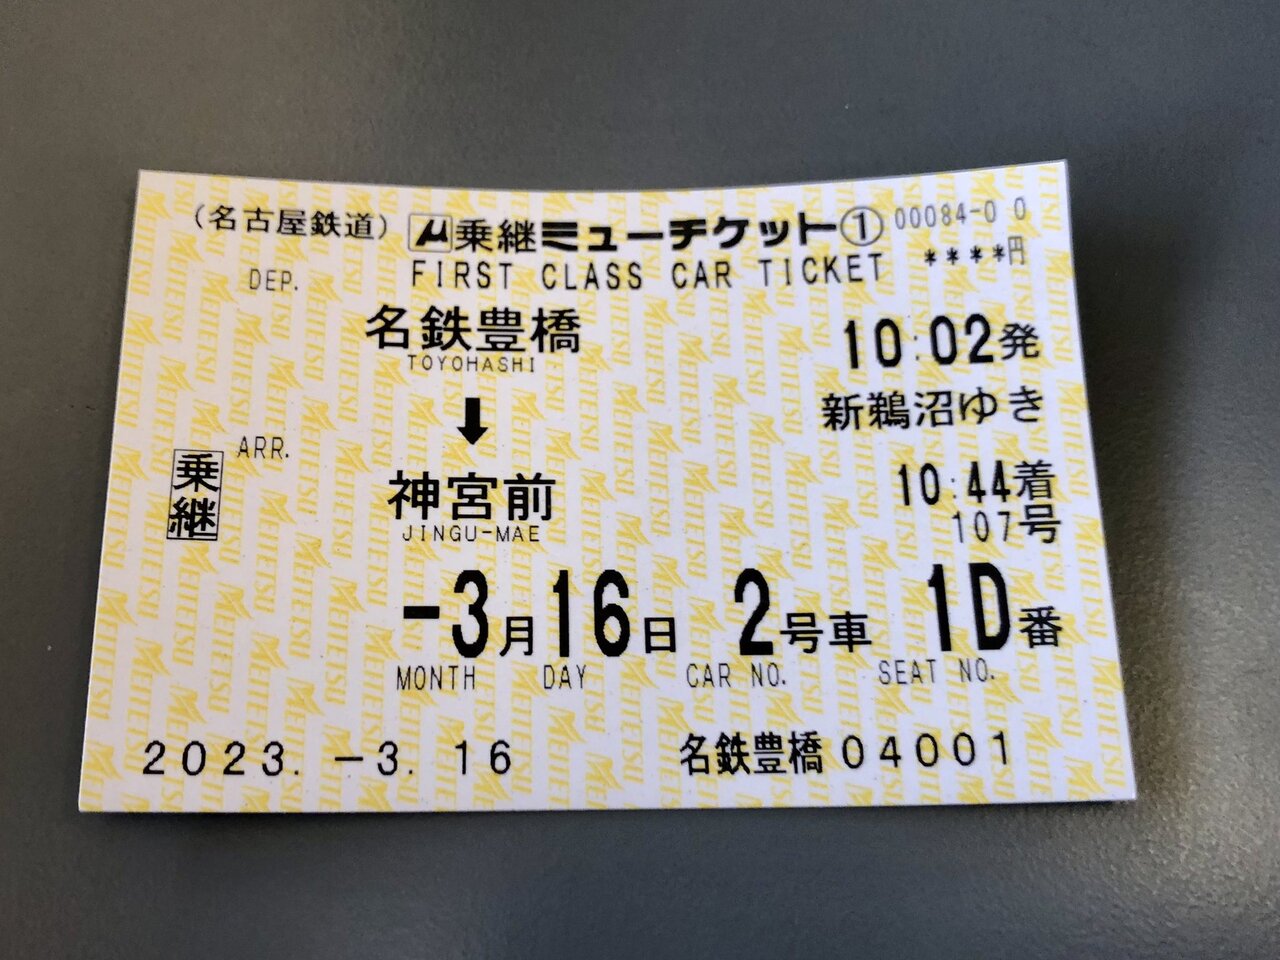 (名古屋鉄道) μ 乗継ミューチケット① 00084-0 0
FIRST CLASS CAR TICKET ****円
DEP.
名鉄豊橋 10:02発
TOYOHASHI
新鵜沼ゆき
ARR.
乗継
神宮前 10:44着
JINGU-MAE 107号
-3月16日 2号車 1D番
MONTH DAY CAR NO. SEAT NO.
2023. -3. 16 名鉄豊橋 04001
MEITETSU